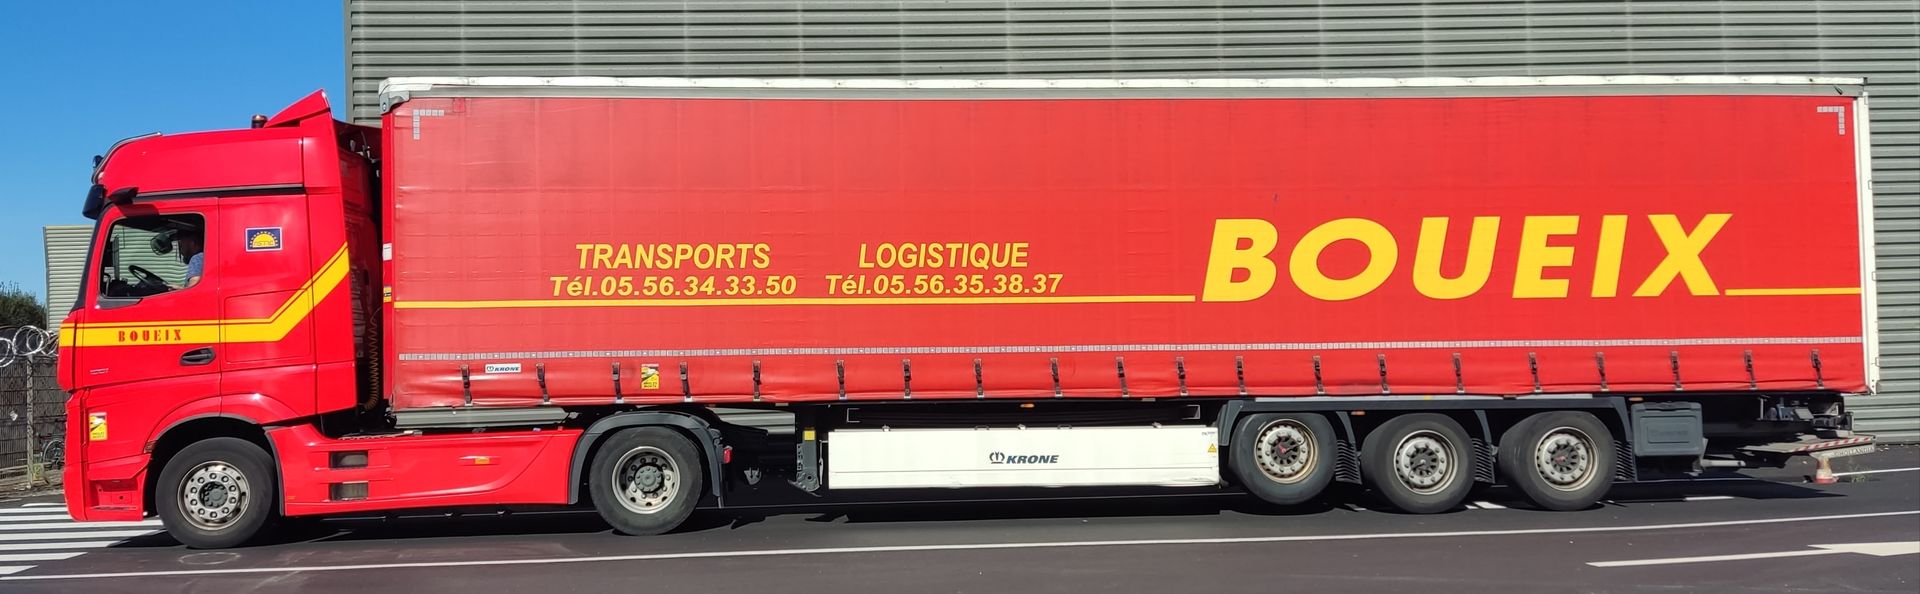 TRANSPORTS
Tél.05.56.34.33.50
LOGISTIQUE
Tél.05.56.35.38.37
BOUEIX
BOUEIX
KRONE
KRONE